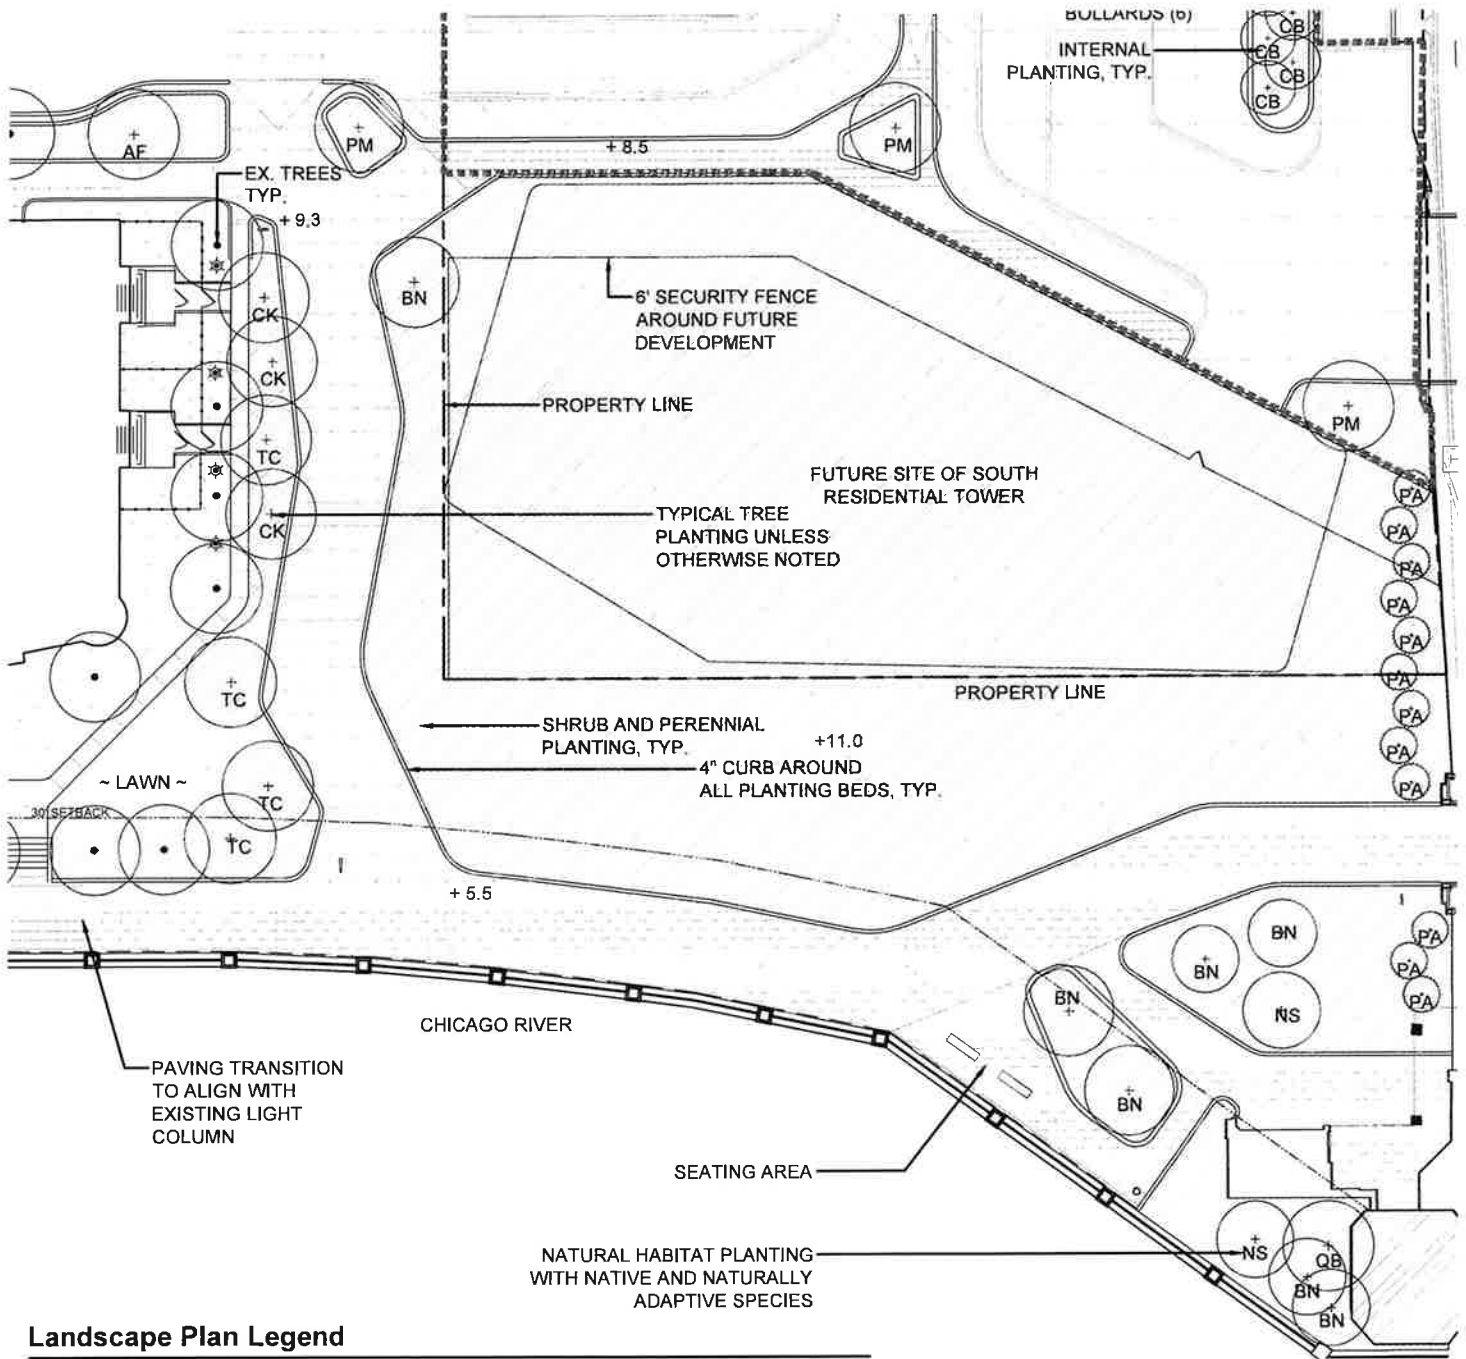 BOLLARDS (6)
CB
INTERNAL
PLANTING, TYP.
CB
CB
CB
AF
PM
+ 8.5
PM
EX. TREES
TYP.
+ 9.3
BN
CK
6' SECURITY FENCE
AROUND FUTURE
DEVELOPMENT
CK
PROPERTY LINE
PM
TC
FUTURE SITE OF SOUTH
RESIDENTIAL TOWER
PA
TYPICAL TREE
PLANTING UNLESS
OTHERWISE NOTED
CK
PA
PA
PA
PA
PA
TC
PROPERTY LINE
PA
SHRUB AND PERENNIAL
PLANTING, TYP.
+11.0
PA
4" CURB AROUND
ALL PLANTING BEDS, TYP.
PA
~ LAWN ~
TC
30' SETBACK
TC
+ 5.5
BN
PA
BN
PA
BN
PA
NS
CHICAGO RIVER
PAVING TRANSITION
TO ALIGN WITH
EXISTING LIGHT
COLUMN
BN
SEATING AREA
NATURAL HABITAT PLANTING
WITH NATIVE AND NATURALLY
ADAPTIVE SPECIES
NS
QB
BN
BN
Landscape Plan Legend